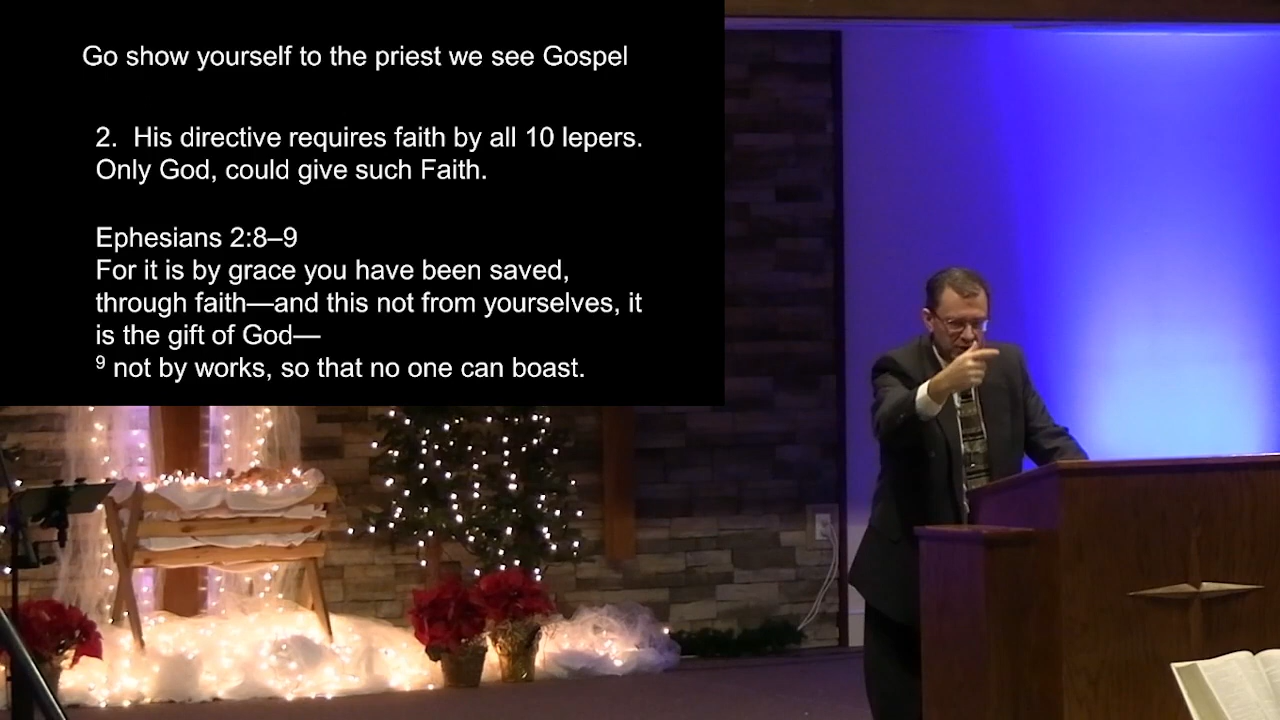 Go show yourself to the priest we see Gospel
2. His directive requires faith by all 10 lepers.
Only God, could give such Faith.
Ephesians 2:8–9
For it is by grace you have been saved,
through faith—and this not from yourselves, it
is the gift of God—
9 not by works, so that no one can boast.